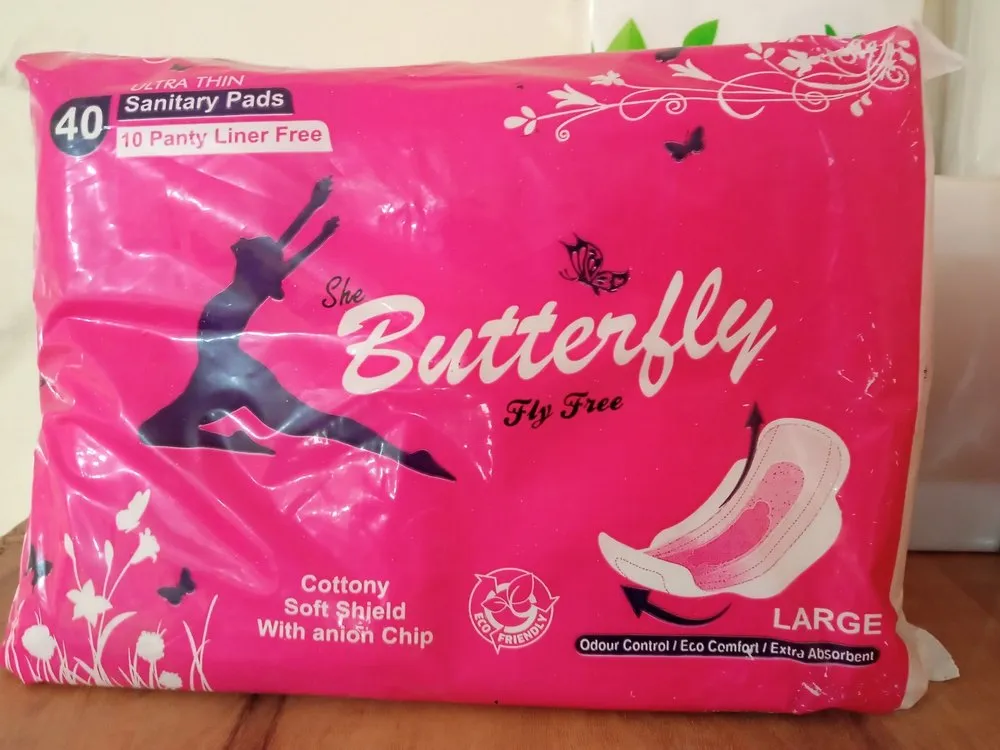 ULTRA THIN
40
Sanitary Pads
10 Panty Liner Free
She
Butterfly
Fly Free
Cottony
Soft Shield
With anion Chip
ECO FRIENDLY
LARGE
Odour Control / Eco Comfort / Extra Absorbent